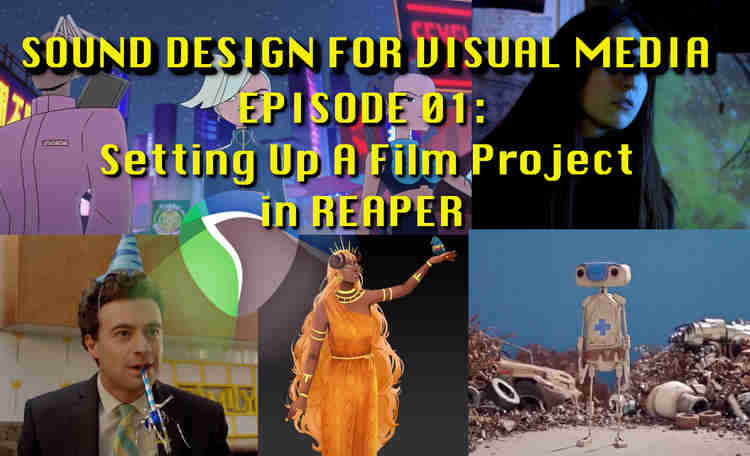 SOUND DESIGN FOR VISUAL MEDIA
EPISODE 01:
Setting Up A Film Project
in REAPER